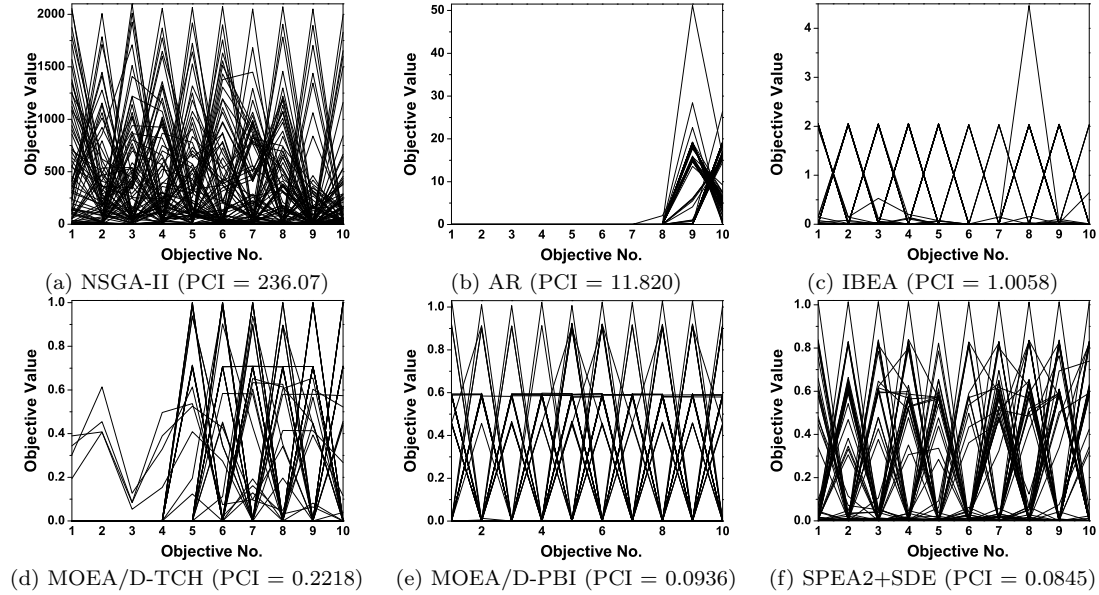 2000
1500
1000
500
0
Objective Value
1 2 3 4 5 6 7 8 9 10
Objective No.
(a) NSGA-II (PCI = 236.07)
50
40
30
20
10
0
Objective Value
1 2 3 4 5 6 7 8 9 10
Objective No.
(b) AR (PCI = 11.820)
4
3
2
1
0
Objective Value
1 2 3 4 5 6 7 8 9 10
Objective No.
(c) IBEA (PCI = 1.0058)
1.0
0.8
0.6
0.4
0.2
0.0
Objective Value
1 2 3 4 5 6 7 8 9 10
Objective No.
(d) MOEA/D-TCH (PCI = 0.2218)
1.0
0.8
0.6
0.4
0.2
0.0
Objective Value
1 2 3 4 5 6 7 8 9 10
Objective No.
(e) MOEA/D-PBI (PCI = 0.0936)
1.0
0.8
0.6
0.4
0.2
0.0
Objective Value
1 2 3 4 5 6 7 8 9 10
Objective No.
(f) SPEA2+SDE (PCI = 0.0845)